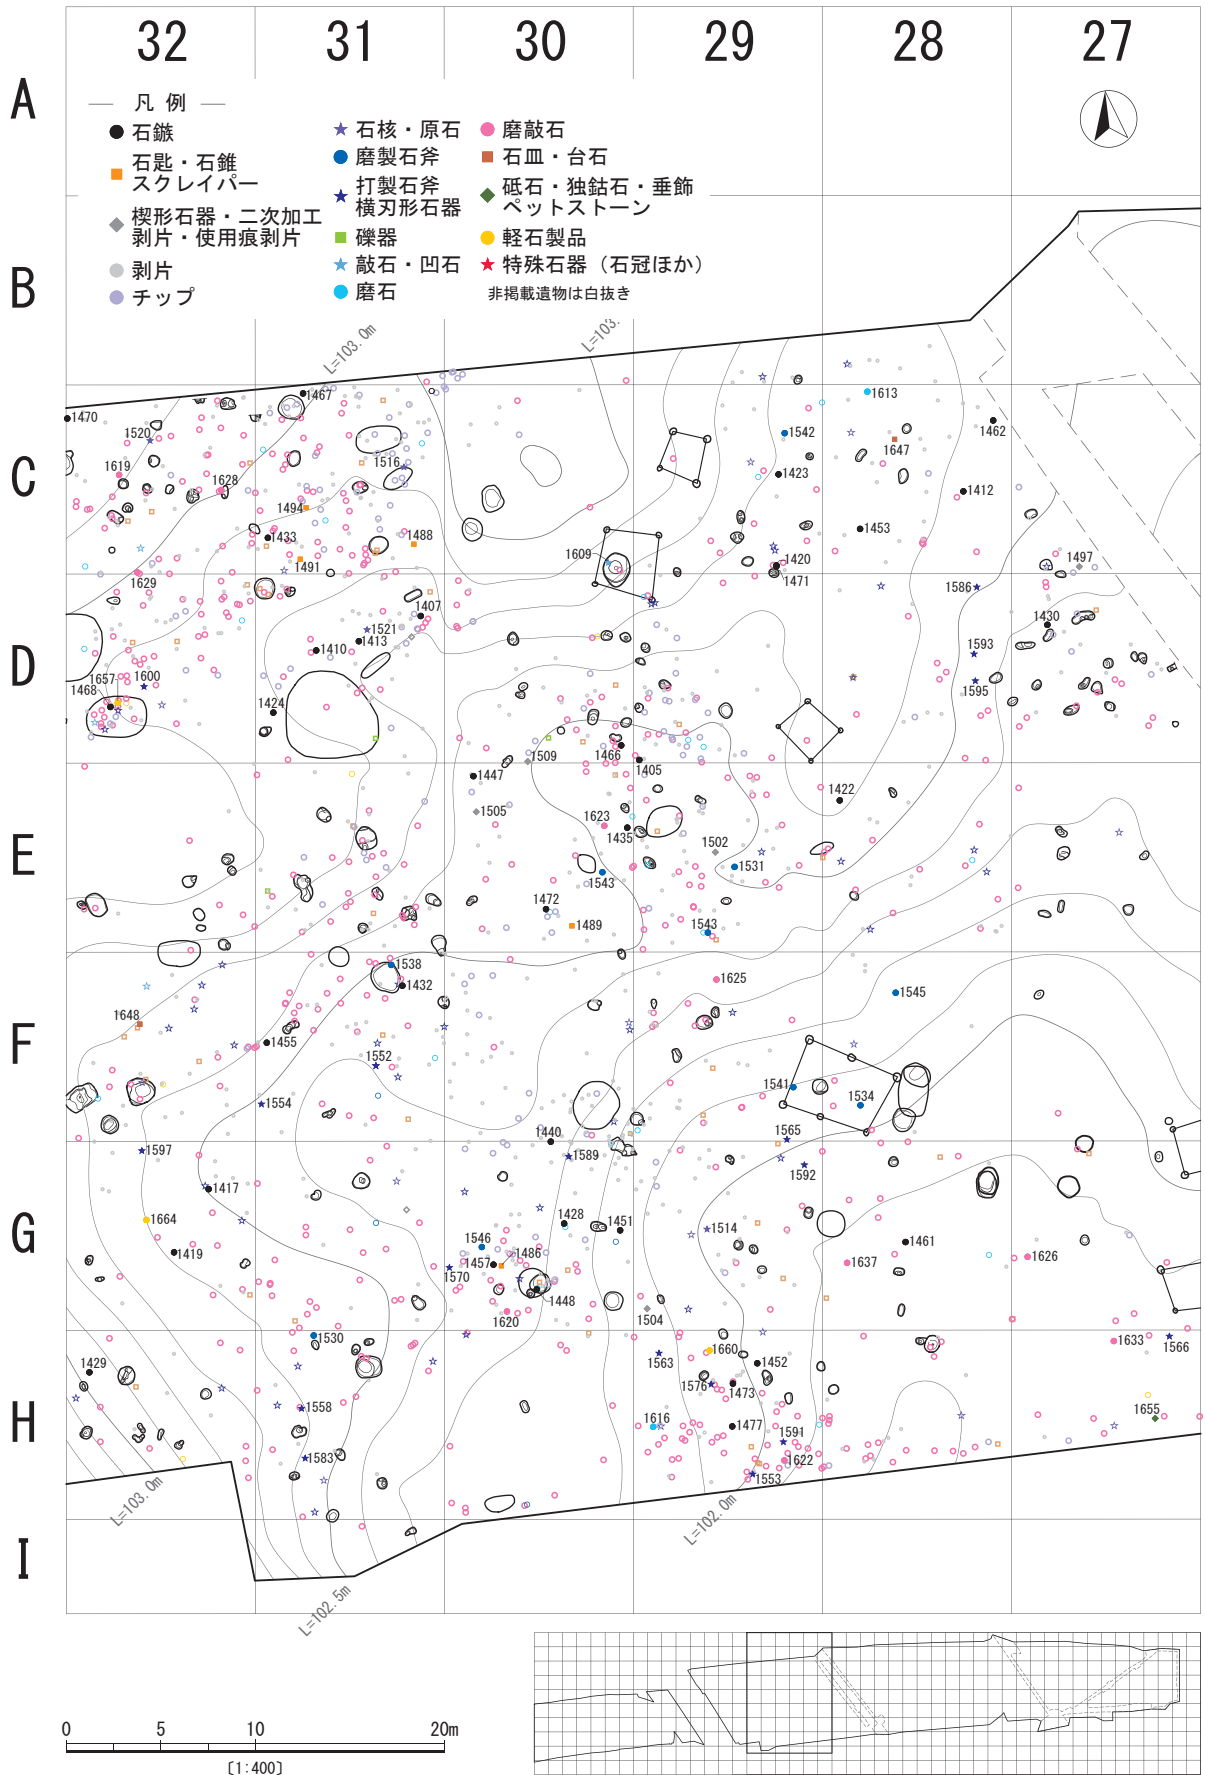 32 31 30 29 28 27
A
B
C
D
E
F
G
H
I
凡 例
石鏃
石匙・石錐
スクレイパー
楔形石器・二次加工
剥片・使用痕剥片
剥片
チップ
石核・原石
磨製石斧
打製石斧
横刃形石器
礫器
敲石・凹石
磨石
磨敲石
石皿・台石
砥石・独鈷石・垂飾
ペットストーン
軽石製品
特殊石器（石冠ほか）
非掲載遺物は白抜き
L=103.0m
L=103.
1467
1470
1520
1619
1628
1516
1494
1433
1488
1491
1629
1613
1542
1462
1647
1423
1412
1453
1609
1420
1471
1497
1586
1430
1407
1521
1413
1410
1593
1595
1657
1600
1468
1424
1466
1509
1405
1447
1422
1505
1623
1435
1502
1531
1543
1472
1489
1543
1538
1432
1625
1545
1648
1455
1552
1541
1534
1554
1440
1565
1597
1589
1592
1417
1664
1428
1451
1514
1419
1546
1486
1457
1461
1570
1637
1626
1448
1620
1504
1530
1633
1566
1563
1660
1429
1452
1576
1473
1558
1616
1477
1655
1591
1583
1622
1553
L=103.0m
L=102.0m
L=102.5m
0 5 10 20m
〔1:400〕